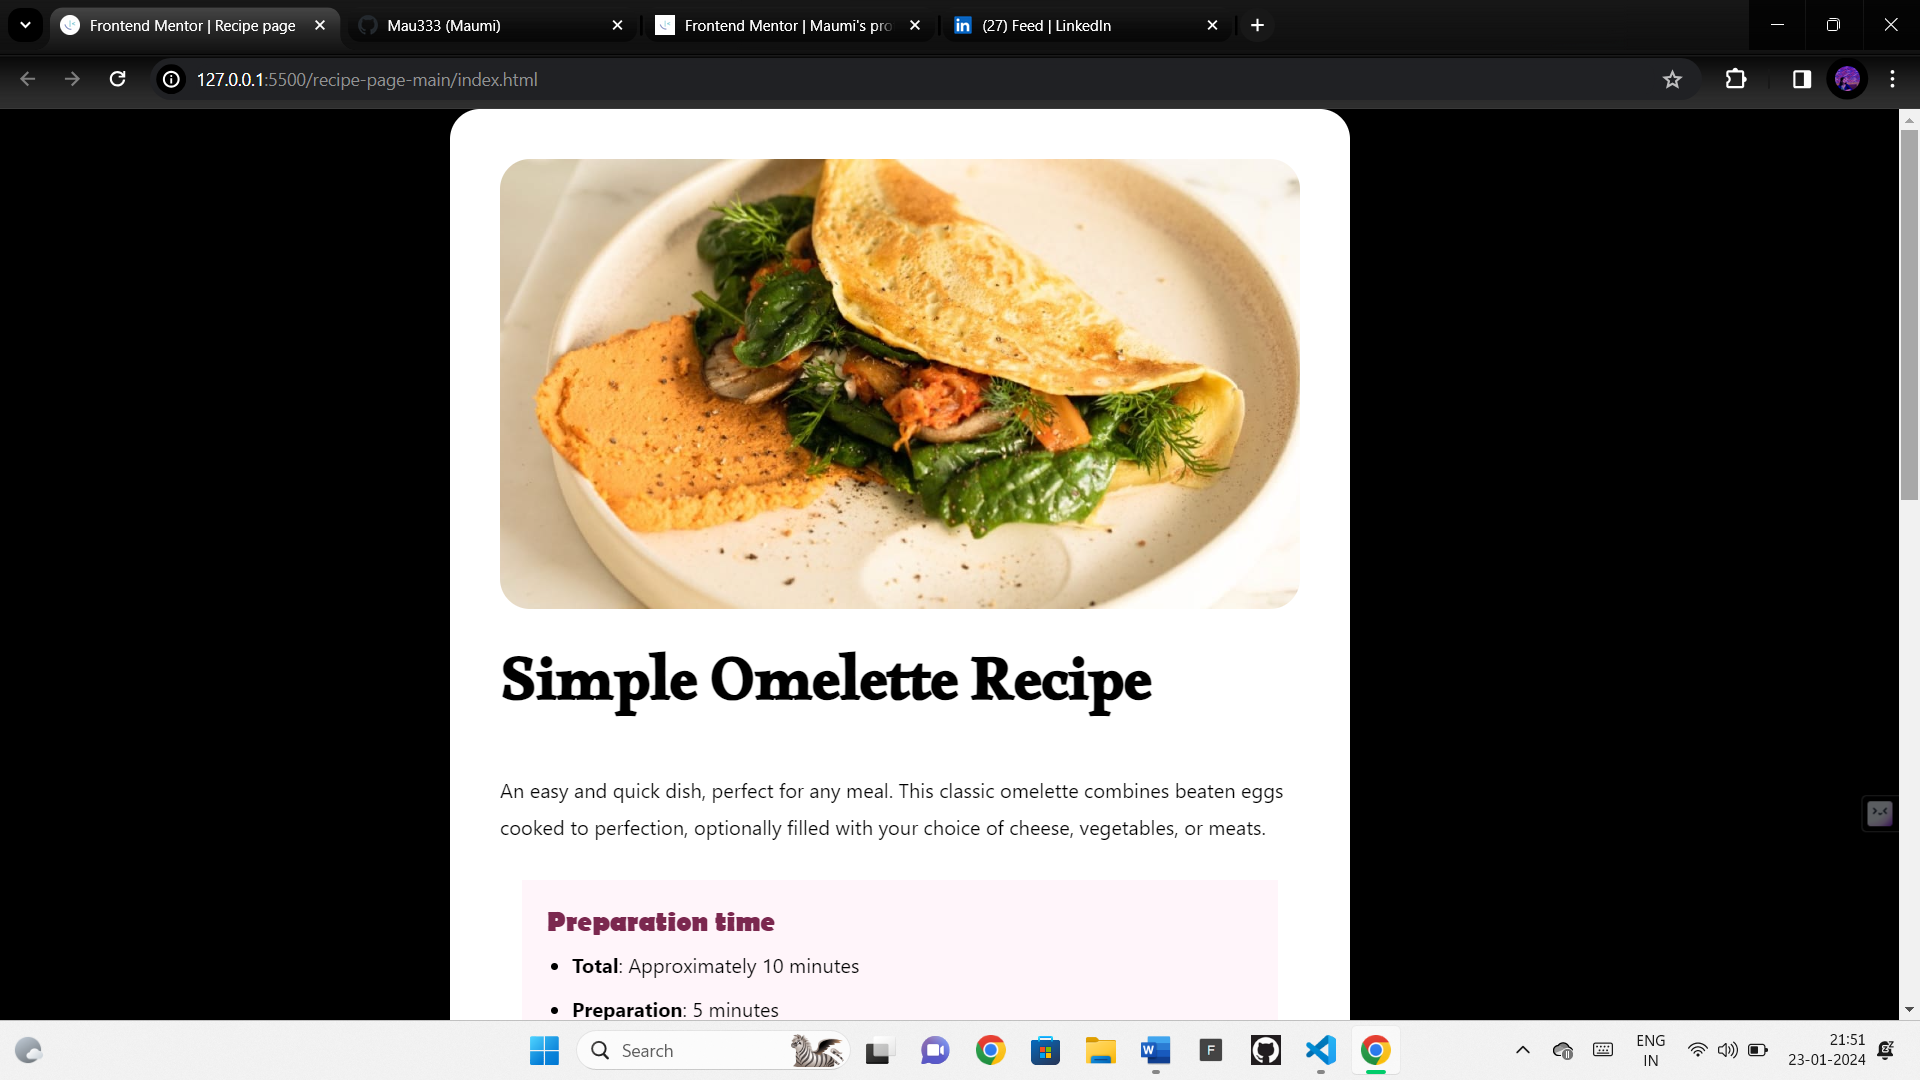 Frontend Mentor | Recipe page
Mau333 (Maumi)
Frontend Mentor | Maumi's pro
(27) Feed | LinkedIn
127.0.0.1:5500/recipe-page-main/index.html
Simple Omelette Recipe
An easy and quick dish, perfect for any meal. This classic omelette combines beaten eggs
cooked to perfection, optionally filled with your choice of cheese, vegetables, or meats.
Preparation time
• Total: Approximately 10 minutes
• Preparation: 5 minutes
Search
ENG
IN
21:51
23-01-2024